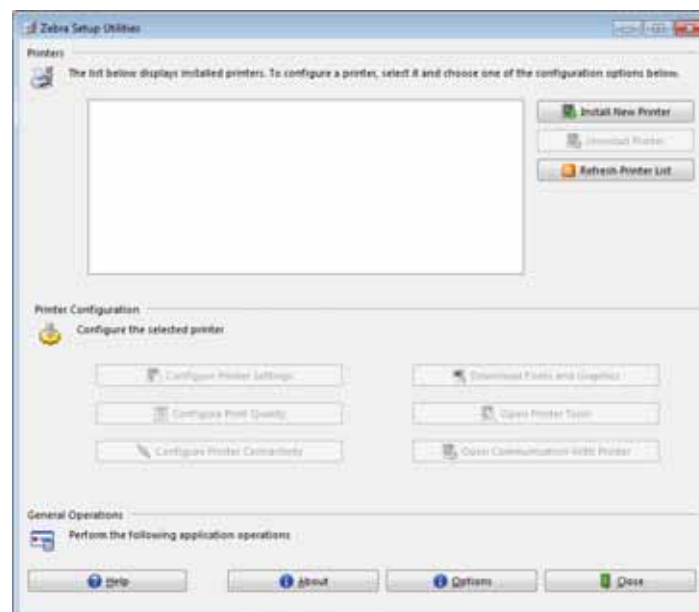 Zebra Setup Utilities
Printers
The list below displays installed printers. To configure a printer, select it and choose one of the configuration options below.
Install New Printer
Uninstall Printer
Refresh Printer List
Printer Configuration
Configure the selected printer
Configure Printer Settings
Download Fonts and Graphics
Configure Print Quality
Open Printer Tools
Configure Printer Connectivity
Open Communication With Printer
General Operations
Perform the following application operations
Help
About
Options
Close